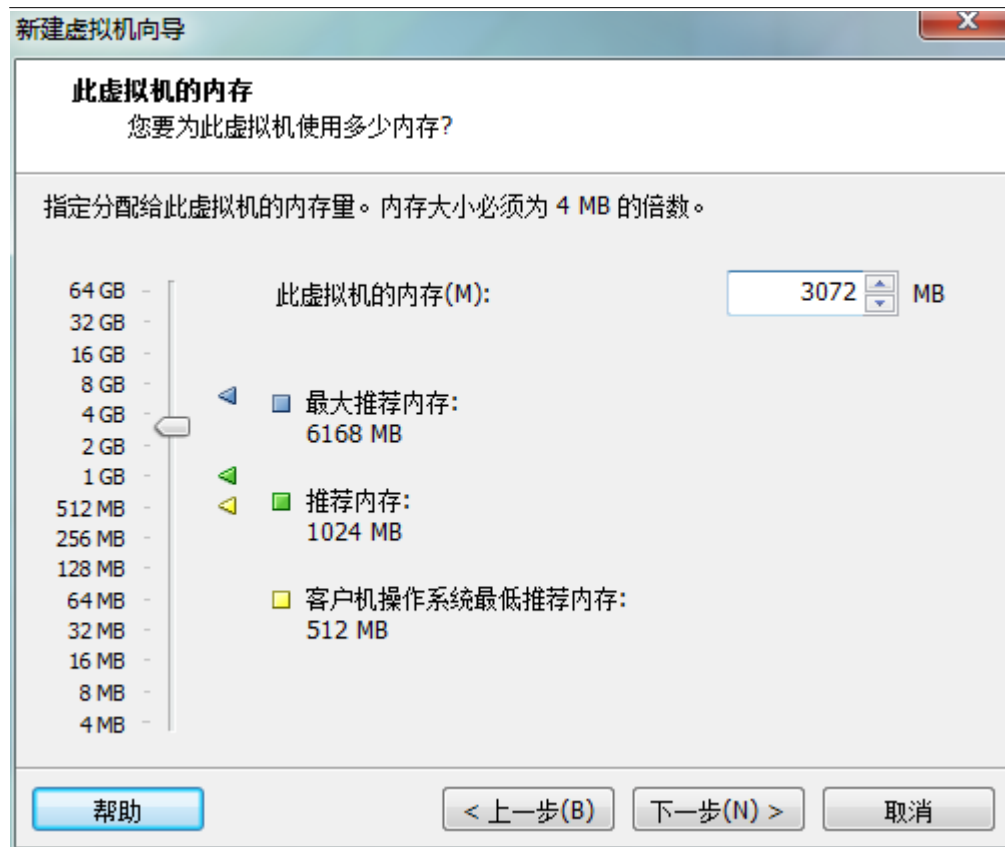 新建虚拟机向导
此虚拟机的内存
您要为此虚拟机使用多少内存?
指定分配给此虚拟机的内存量。内存大小必须为 4 MB 的倍数。
64 GB
32 GB
16 GB
8 GB
4 GB
2 GB
1 GB
512 MB
256 MB
128 MB
64 MB
32 MB
16 MB
8 MB
4 MB
此虚拟机的内存(M): 3072 MB
最大推荐内存:
6168 MB
推荐内存:
1024 MB
客户机操作系统最低推荐内存:
512 MB
帮助 < 上一步(B) 下一步(N) > 取消